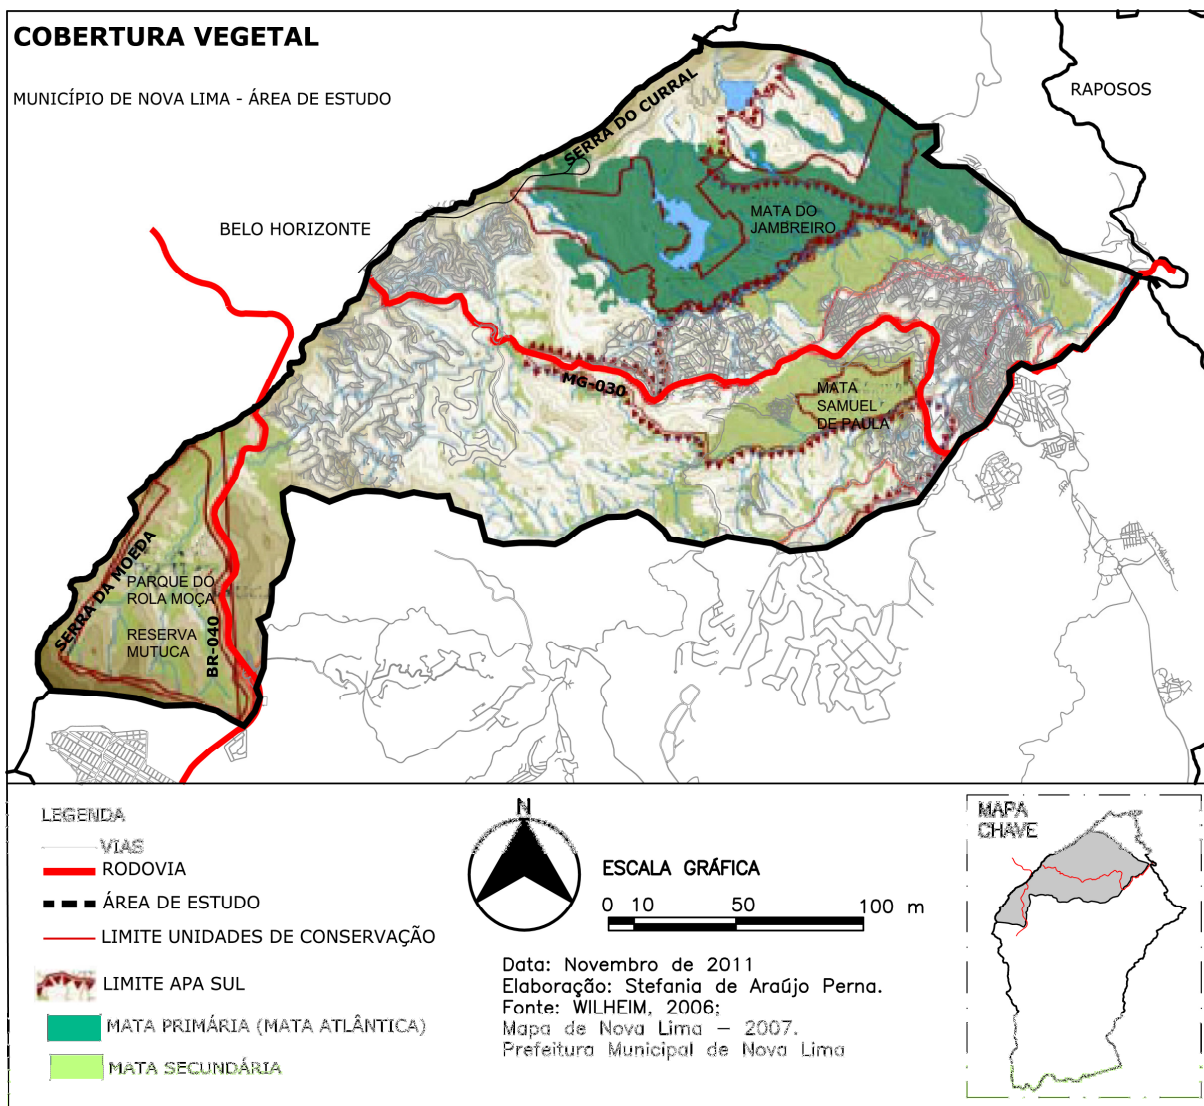 COBERTURA VEGETAL
MUNICÍPIO DE NOVA LIMA - ÁREA DE ESTUDO
RAPOSOS
SERRA DO CURRAL
BELO HORIZONTE
MATA DO
JAMBREIRO
MG-030
MATA
SAMUEL
DE PAULA
SERRA DA MOEDA
PARQUE DO
ROLA MOÇA
RESERVA
MUTUCA
BR-040
LEGENDA
VIAS
RODOVIA
ÁREA DE ESTUDO
LIMITE UNIDADES DE CONSERVAÇÃO
LIMITE APA SUL
MATA PRIMÁRIA (MATA ATLÂNTICA)
MATA SECUNDÁRIA
N
ESCALA GRÁFICA
0 10 50 100 m
Data: Novembro de 2011
Elaboração: Stefania de Araújo Perna.
Fonte: WILHEIM, 2006;
Mapa de Nova Lima – 2007.
Prefeitura Municipal de Nova Lima
MAPA
CHAVE